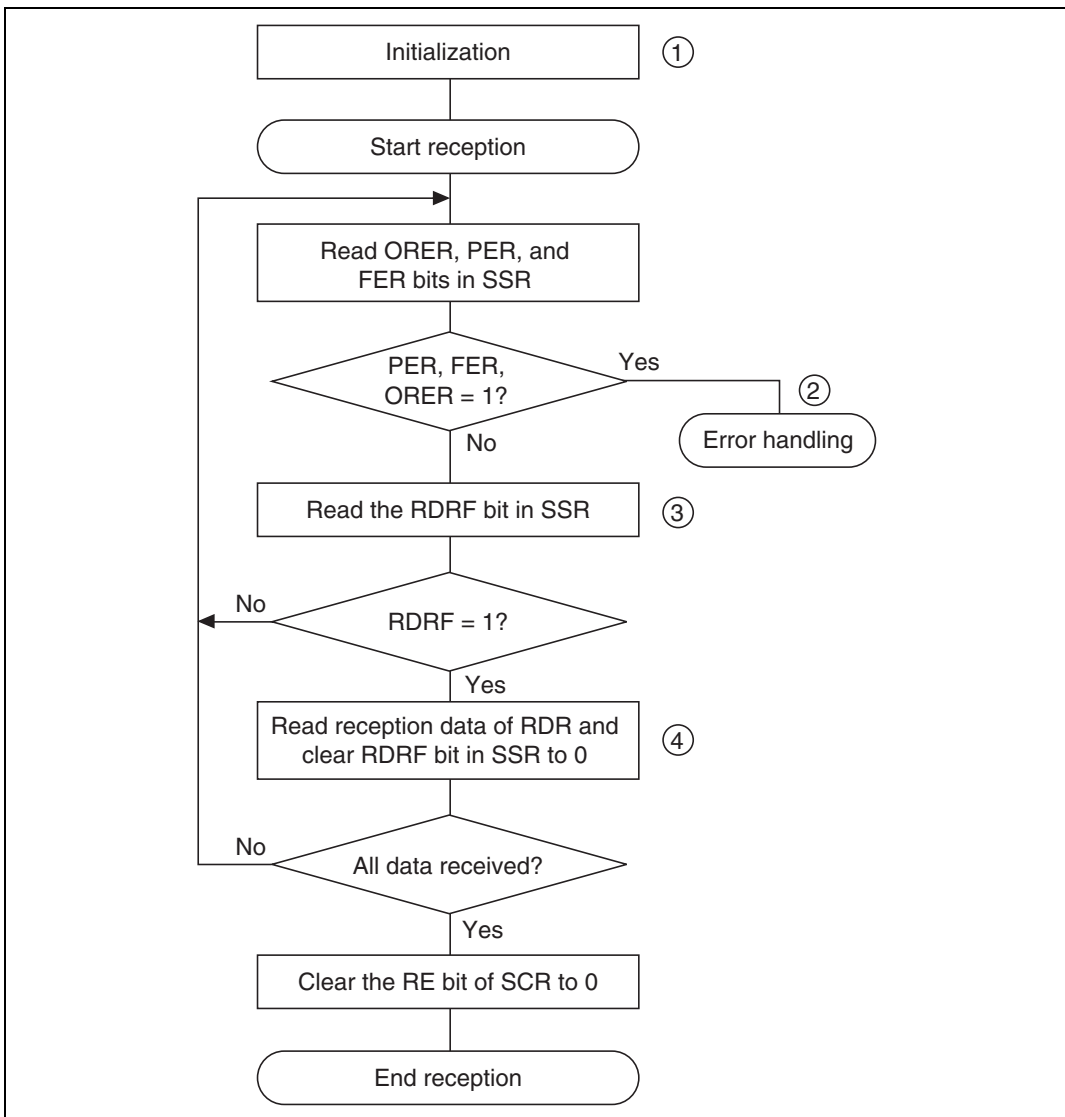 Initialization
①
Start reception
Read ORER, PER, and
FER bits in SSR
PER, FER,
ORER = 1?
Yes
②
Error handling
No
Read the RDRF bit in SSR
③
No
RDRF = 1?
Yes
Read reception data of RDR and
clear RDRF bit in SSR to 0
④
No
All data received?
Yes
Clear the RE bit of SCR to 0
End reception